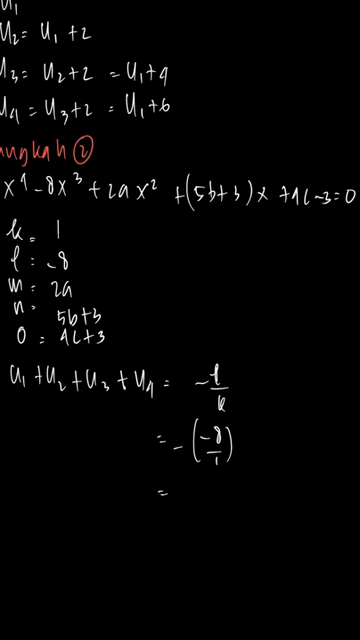 U₁
U₂ = U₁ + 2
U₃ = U₂ + 2 = U₁ + 4
U₄ = U₃ + 2 = U₁ + 6
angkah ②
x⁴ - 8x³ + 2ax² + (5b+3)x + 4c - 3 = 0
k = 1
l = -8
m = 2a
n = 5b+3
o = 4c+3
U₁ + U₂ + U₃ + U₄ = - l/k
= - (-8/1)
=